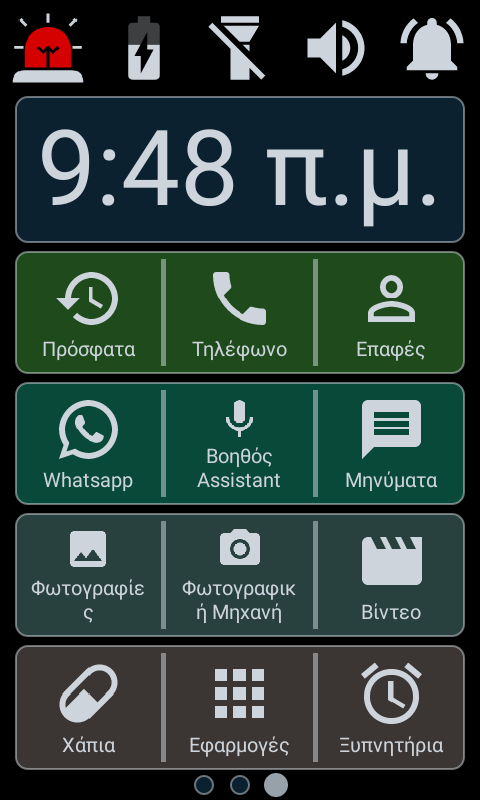 9:48 π.μ.
Πρόσφατα
Τηλέφωνο
Επαφές
Whatsapp
Βοηθός
Assistant
Μηνύματα
Φωτογραφίε
ς
Φωτογραφικ
ή Μηχανή
Βίντεο
Χάπια
Εφαρμογές
Ξυπνητήρια